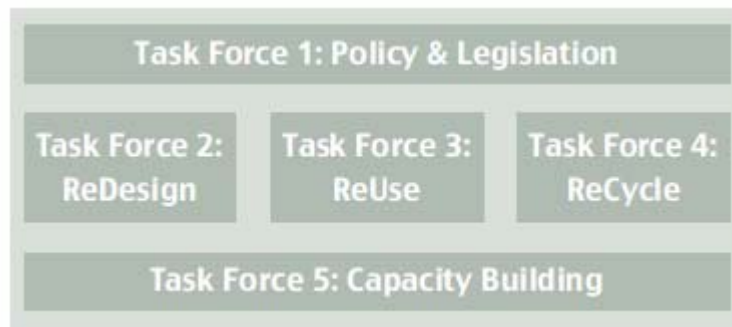 Task Force 1: Policy & Legislation
Task Force 2:
ReDesign
Task Force 3:
ReUse
Task Force 4:
ReCycle
Task Force 5: Capacity Building